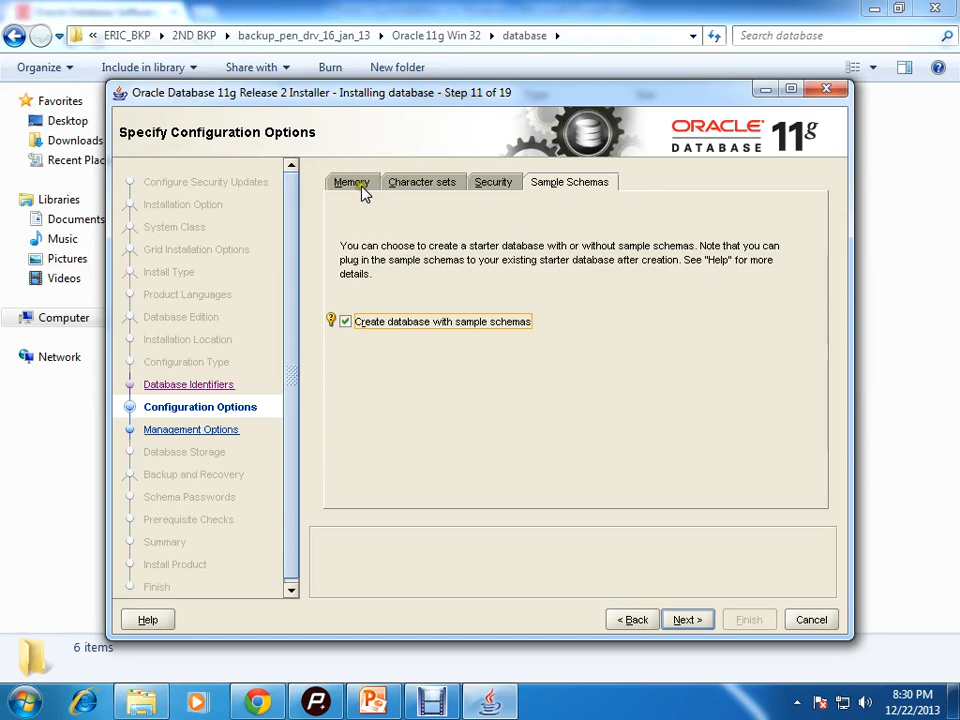 Oracle Database Software
« ERIC_BKP 2ND BKP backup_pen_drv_16_jan_13 Oracle 11g Win 32 database
Search database
Organize Include in library Share with Burn New folder
Favorites
Desktop
Downloads
Recent Plac
Libraries
Documents
Music
Pictures
Videos
Computer
Network
Oracle Database 11g Release 2 Installer - Installing database - Step 11 of 19
Specify Configuration Options
ORACLE
DATABASE 11g
Configure Security Updates
Installation Option
System Class
Grid Installation Options
Install Type
Product Languages
Database Edition
Installation Location
Configuration Type
Database Identifiers
Configuration Options
Management Options
Database Storage
Backup and Recovery
Schema Passwords
Prerequisite Checks
Summary
Install Product
Finish
Memory Character sets Security Sample Schemas
You can choose to create a starter database with or without sample schemas. Note that you can
plug in the sample schemas to your existing starter database after creation. See "Help" for more
details.
Create database with sample schemas
Help
< Back Next > Finish Cancel
6 items
8:30 PM
12/22/2013